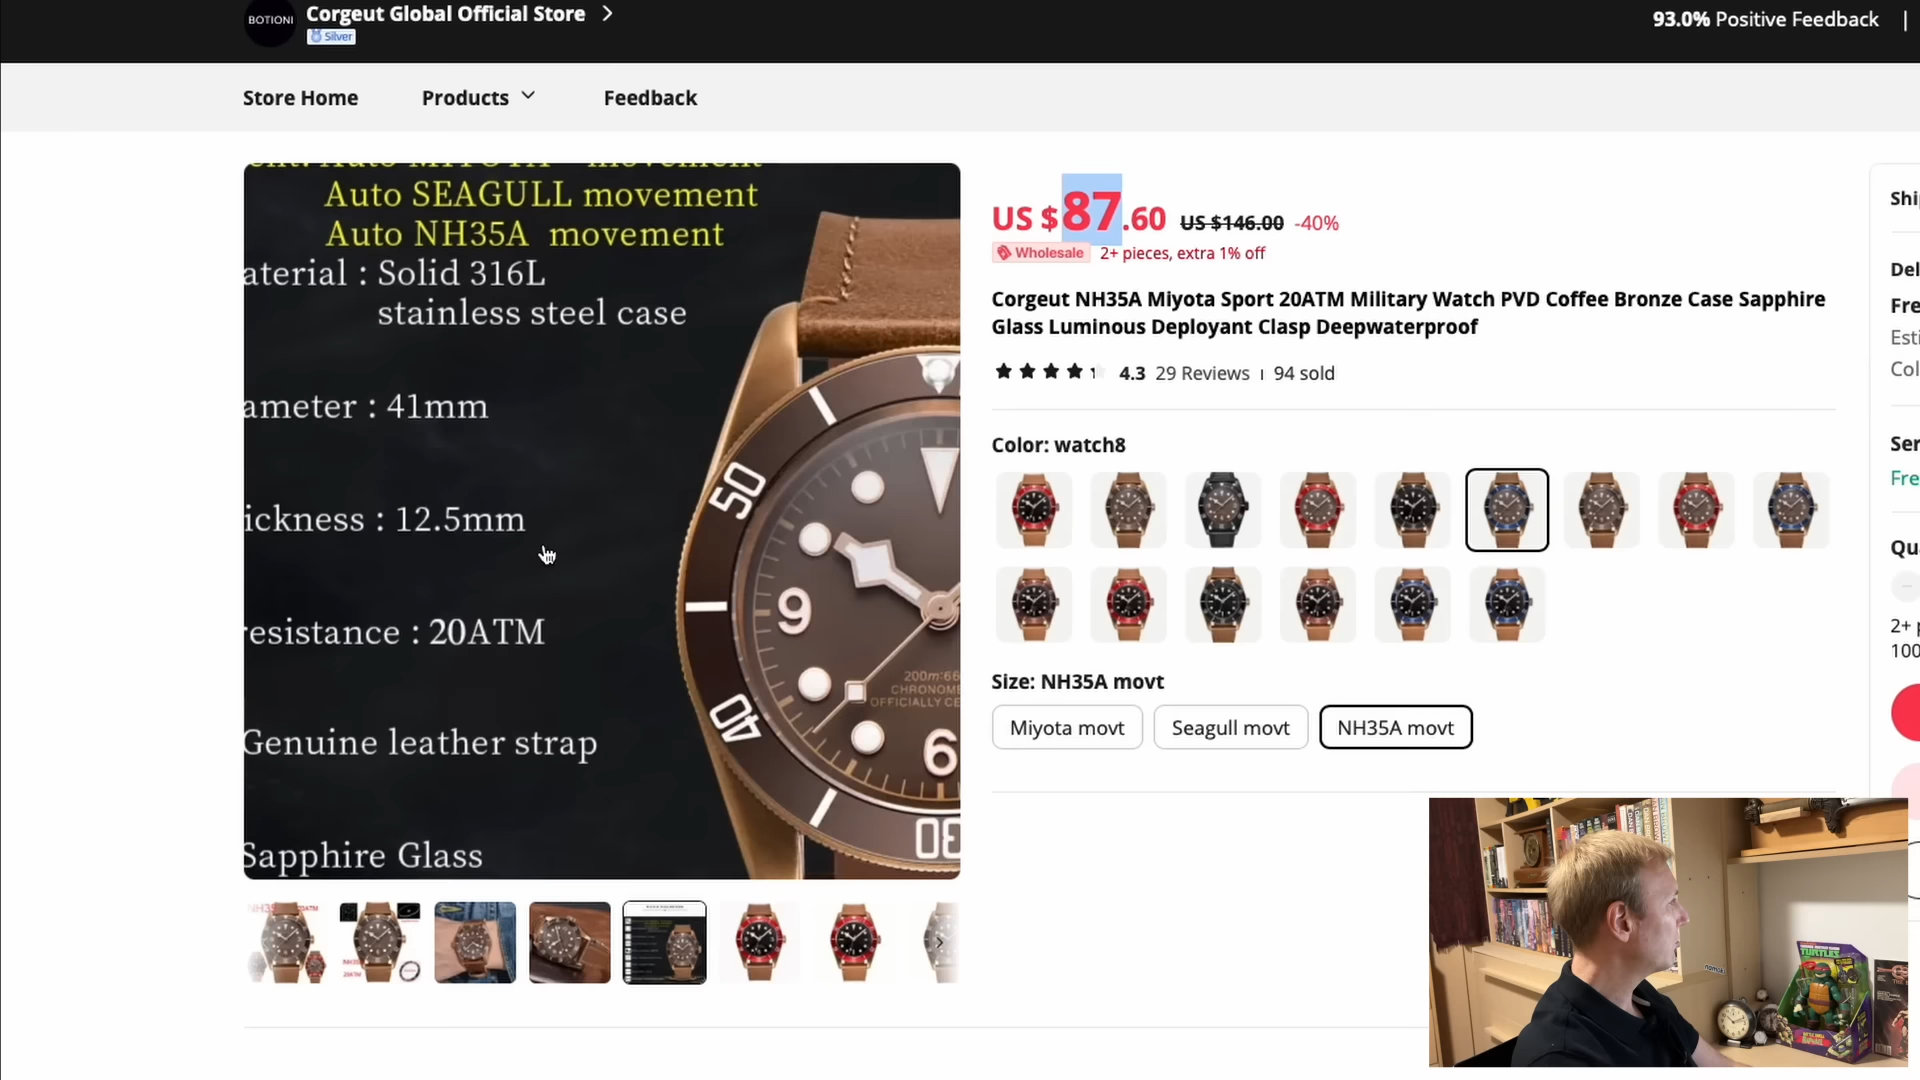 BOTIONI
Corgeut Global Official Store
Silver
93.0% Positive Feedback
Store Home
Products
Feedback
Auto SEAGULL movement
Auto NH35A movement
aterial : Solid 316L
stainless steel case
ameter : 41mm
ickness : 12.5mm
resistance : 20ATM
Genuine leather strap
Sapphire Glass
50
9
40
6
30
200m:66
CHRONOME
OFFICIALLY CE
US $87.60 US $146.00 -40%
Wholesale 2+ pieces, extra 1% off
Corgeut NH35A Miyota Sport 20ATM Military Watch PVD Coffee Bronze Case Sapphire
Glass Luminous Deployant Clasp Deepwaterproof
4.3 29 Reviews 94 sold
Color: watch8
Size: NH35A movt
Miyota movt
Seagull movt
NH35A movt
Ship
Del
Fre
Esti
Col
Ser
Fre
Qua
2+ p
100
TURTLES